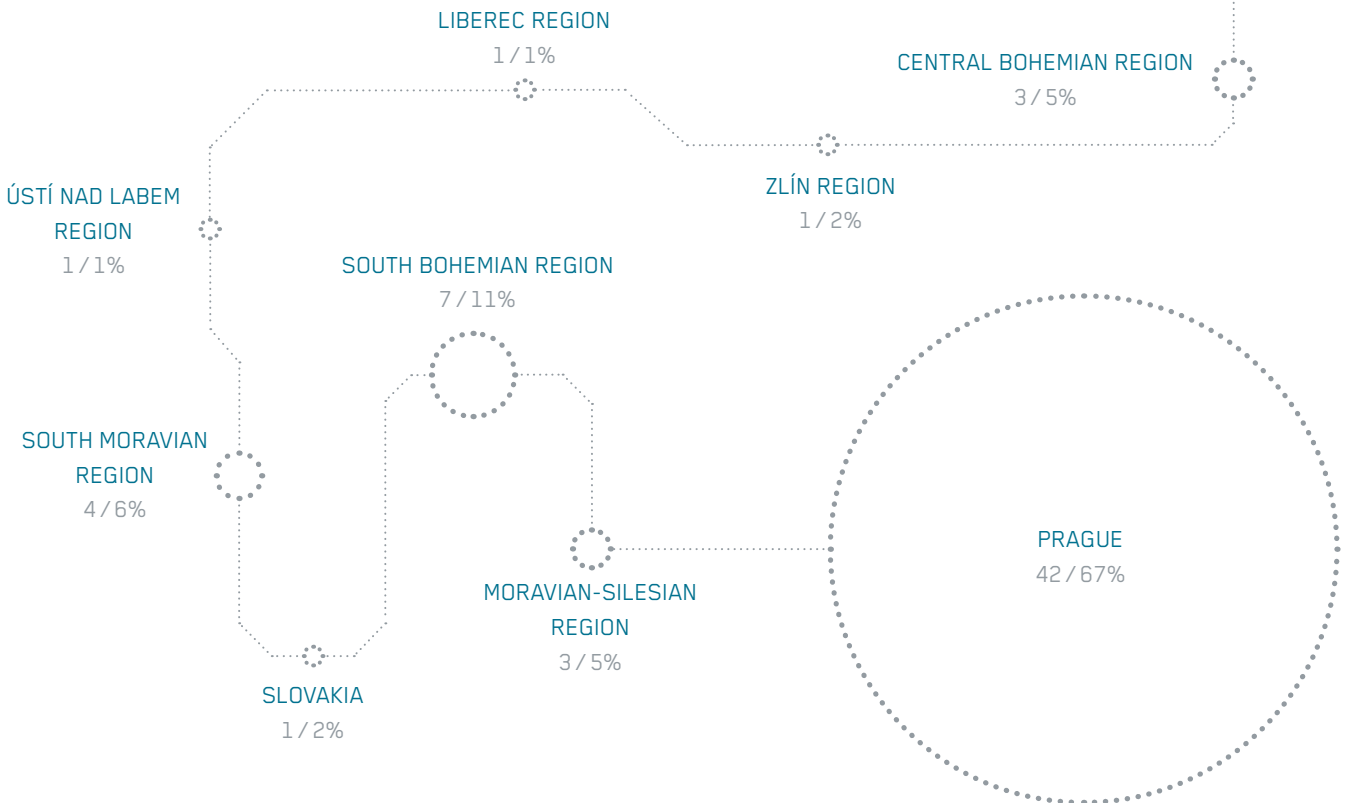 LIBEREC REGION
1/1%
CENTRAL BOHEMIAN REGION
3/5%
ZLÍN REGION
1/2%
ÚSTÍ NAD LABEM
REGION
1/1%
SOUTH BOHEMIAN REGION
7/11%
SOUTH MORAVIAN
REGION
4/6%
PRAGUE
42/67%
MORAVIAN-SILESIAN
REGION
3/5%
SLOVAKIA
1/2%